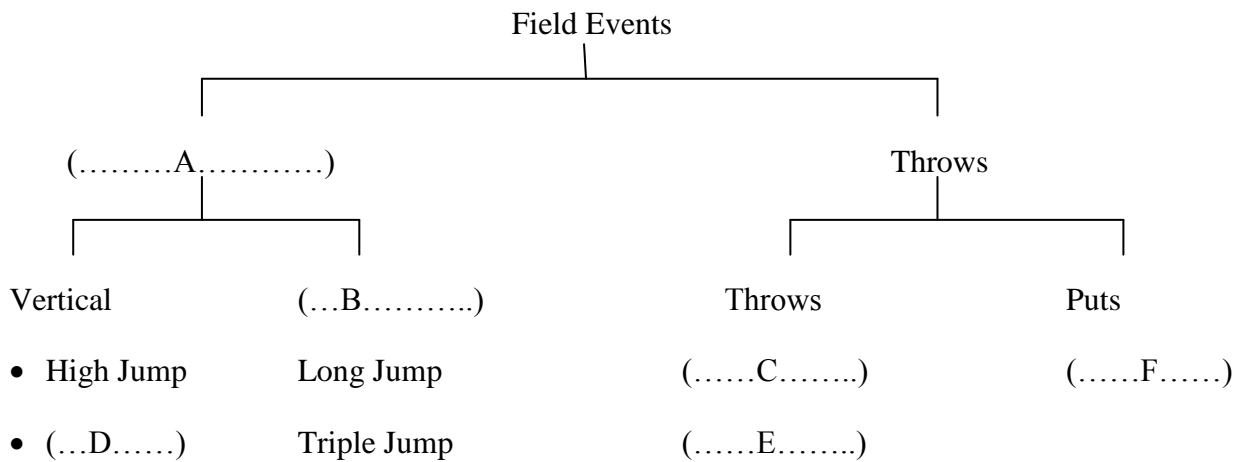 Field Events
(.........A............) Throws
Vertical (...B...........) Throws Puts
• High Jump Long Jump (......C........) (......F......)
• (...D......) Triple Jump (......E........)